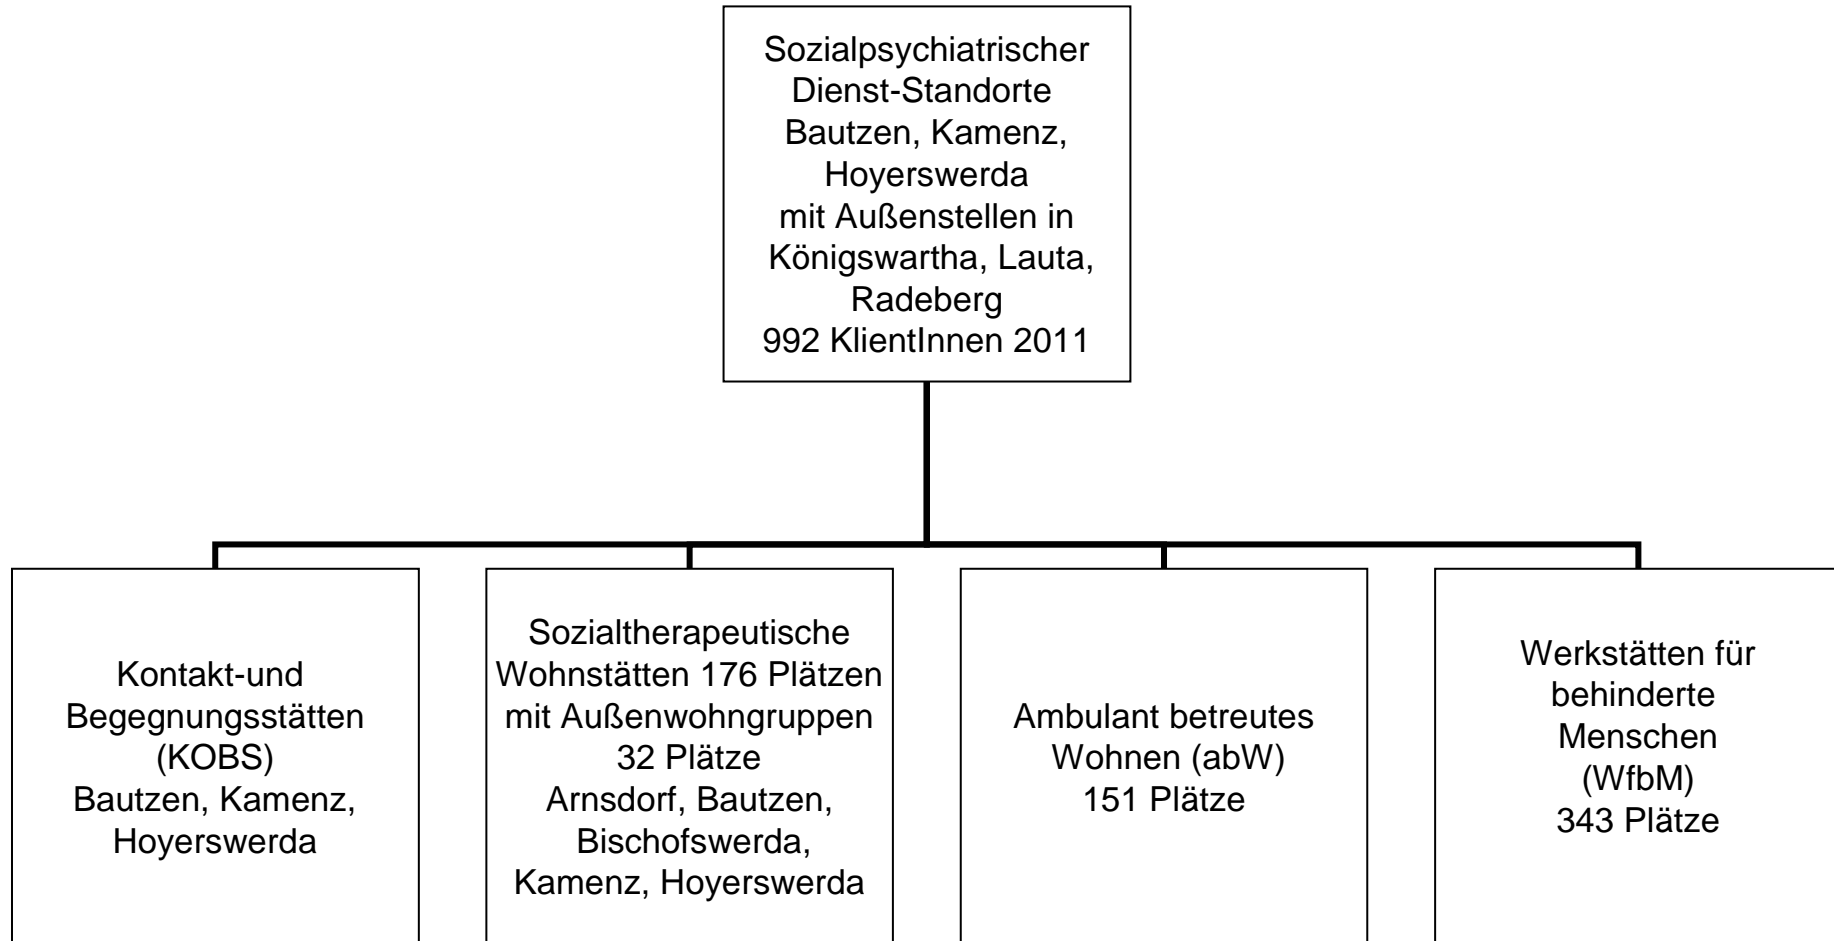 Sozialpsychiatrischer
Dienst-Standorte
Bautzen, Kamenz,
Hoyerswerda
mit Außenstellen in
Königswartha, Lauta,
Radeberg
992 KlientInnen 2011
Kontakt-und
Begegnungsstätten
(KOBS)
Bautzen, Kamenz,
Hoyerswerda
Sozialtherapeutische
Wohnstätten 176 Plätzen
mit Außenwohngruppen
32 Plätze
Arnsdorf, Bautzen,
Bischofswerda,
Kamenz, Hoyerswerda
Ambulant betreutes
Wohnen (abW)
151 Plätze
Werkstätten für
behinderte
Menschen
(WfbM)
343 Plätze